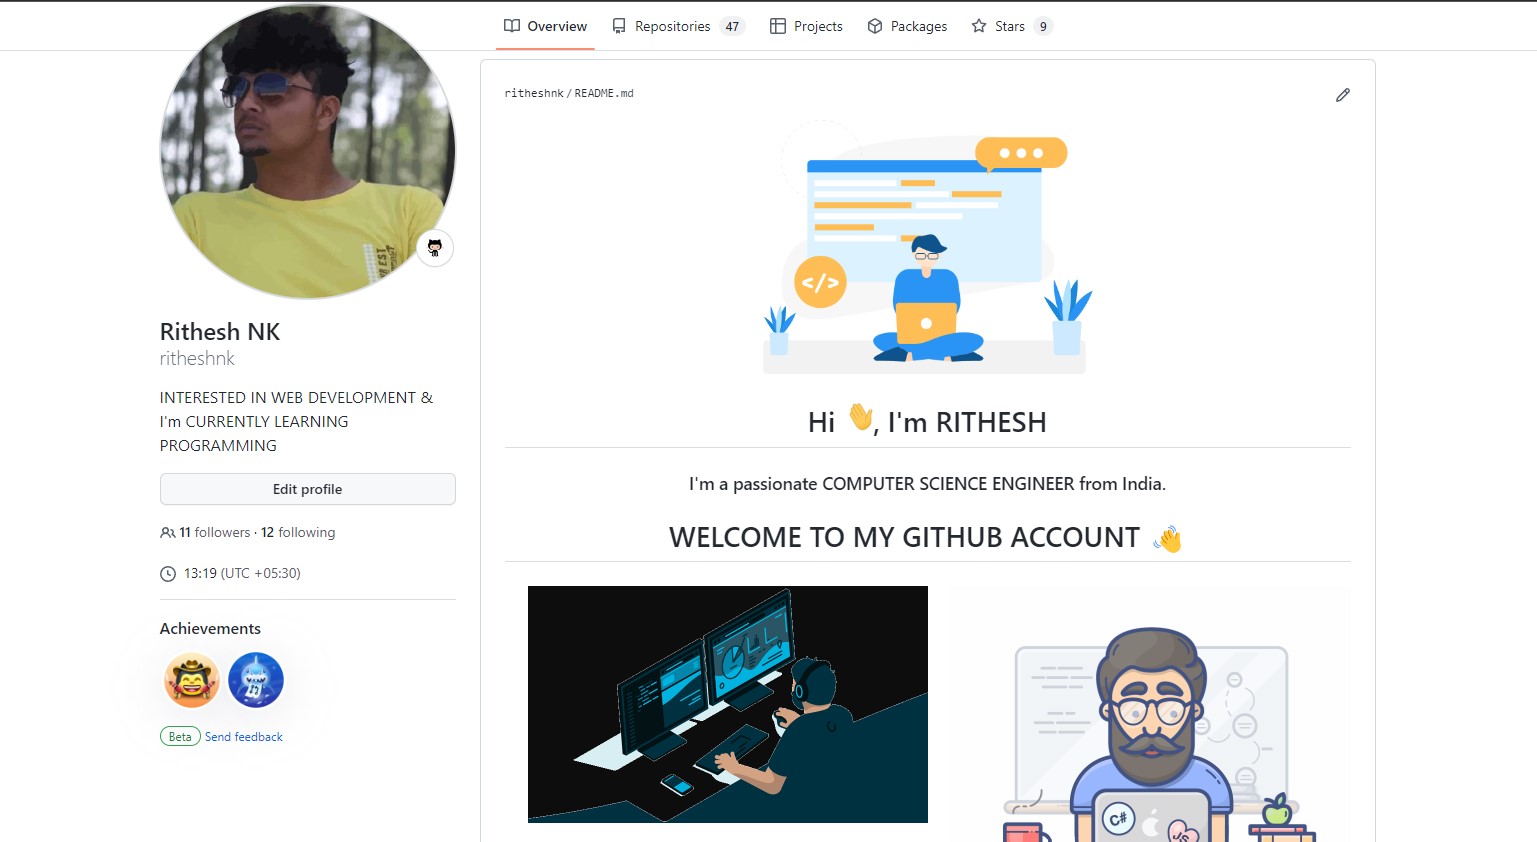 Overview Repositories 47 Projects Packages Stars 9
Rithesh NK
ritheshnk
INTERESTED IN WEB DEVELOPMENT &
I'm CURRENTLY LEARNING
PROGRAMMING
Edit profile
11 followers · 12 following
13:19 (UTC +05:30)
Achievements
Beta Send feedback
ritheshnk/README.md
</>
Hi 👋, I'm RITHESH
I'm a passionate COMPUTER SCIENCE ENGINEER from India.
WELCOME TO MY GITHUB ACCOUNT 👋
C#
JS